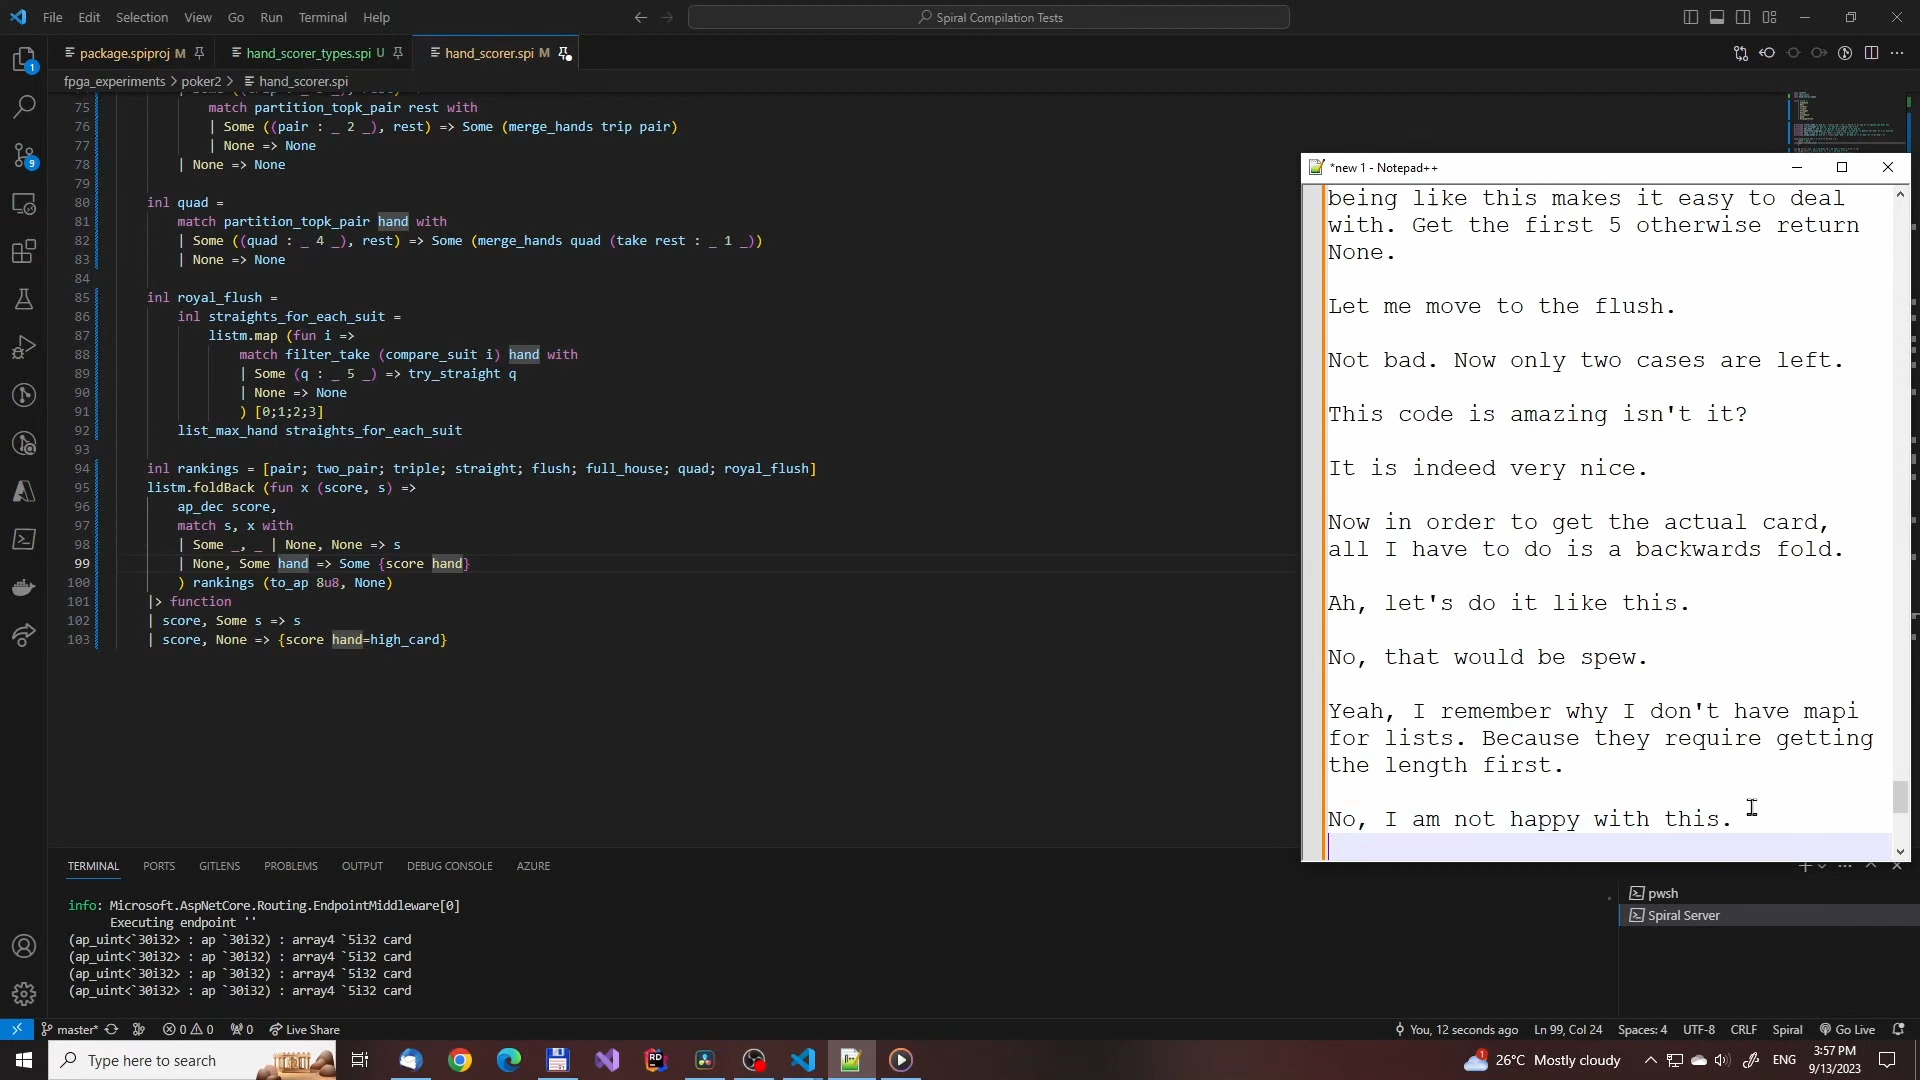 File Edit Selection View Go Run Terminal Help
Spiral Compilation Tests
package.spiproj M
hand_scorer_types.spi U
hand_scorer.spi M
fpga_experiments > poker2 > hand_scorer.spi
75 match partition_topk_pair rest with
76 | Some ((pair : _ 2 _), rest) => Some (merge_hands trip pair)
77 | None => None
78 | None => None
79
80 inl quad =
81 match partition_topk_pair hand with
82 | Some ((quad : _ 4 _), rest) => Some (merge_hands quad (take rest : _ 1 _))
83 | None => None
84
85 inl royal_flush =
86 inl straights_for_each_suit =
87 listm.map (fun i =>
88 match filter_take (compare_suit i) hand with
89 | Some (q : _ 5 _) => try_straight q
90 | None => None
91 ) [0;1;2;3]
92 list_max_hand straights_for_each_suit
93
94 inl rankings = [pair; two_pair; triple; straight; flush; full_house; quad; royal_flush]
95 listm.foldBack (fun x (score, s) =>
96 ap_dec score,
97 match s, x with
98 | Some _, _ | None, None => s
99 | None, Some hand => Some {score hand}
100 ) rankings (to_ap 8u8, None)
101 |> function
102 | score, Some s => s
103 | score, None => {score hand=high_card}
*new 1 - Notepad++
being like this makes it easy to deal
with. Get the first 5 otherwise return
None.
Let me move to the flush.
Not bad. Now only two cases are left.
This code is amazing isn't it?
It is indeed very nice.
Now in order to get the actual card,
all I have to do is a backwards fold.
Ah, let's do it like this.
No, that would be spew.
Yeah, I remember why I don't have mapi
for lists. Because they require getting
the length first.
No, I am not happy with this.
TERMINAL PORTS GITLENS PROBLEMS OUTPUT DEBUG CONSOLE AZURE
info: Microsoft.AspNetCore.Routing.EndpointMiddleware[0]
Executing endpoint ''
(ap_uint<`30i32> : ap `30i32) : array4 `5i32 card
(ap_uint<`30i32> : ap `30i32) : array4 `5i32 card
(ap_uint<`30i32> : ap `30i32) : array4 `5i32 card
(ap_uint<`30i32> : ap `30i32) : array4 `5i32 card
pwsh
Spiral Server
master* 0 0 0 Live Share
You, 12 seconds ago Ln 99, Col 24 Spaces: 4 UTF-8 CRLF Spiral Go Live
Type here to search
26°C Mostly cloudy ENG
3:57 PM
9/13/2023